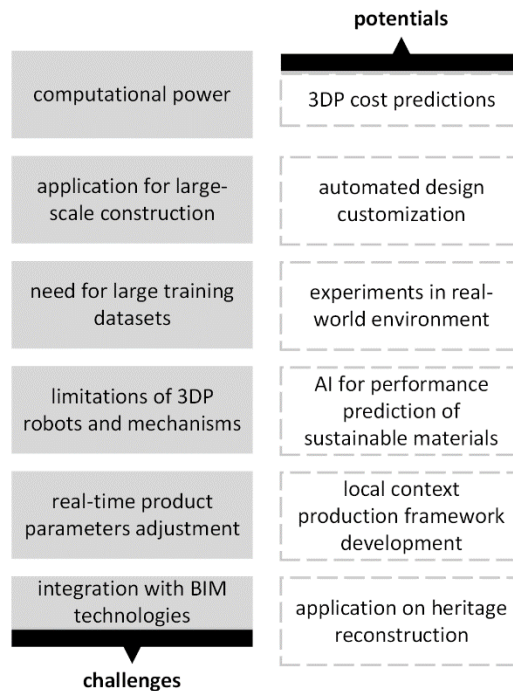 potentials
computational power
3DP cost predictions
application for large-
scale construction
automated design
customization
need for large training
datasets
experiments in real-
world environment
limitations of 3DP
robots and mechanisms
AI for performance
prediction of
sustainable materials
real-time product
parameters adjustment
local context
production framework
development
integration with BIM
technologies
application on heritage
reconstruction
challenges